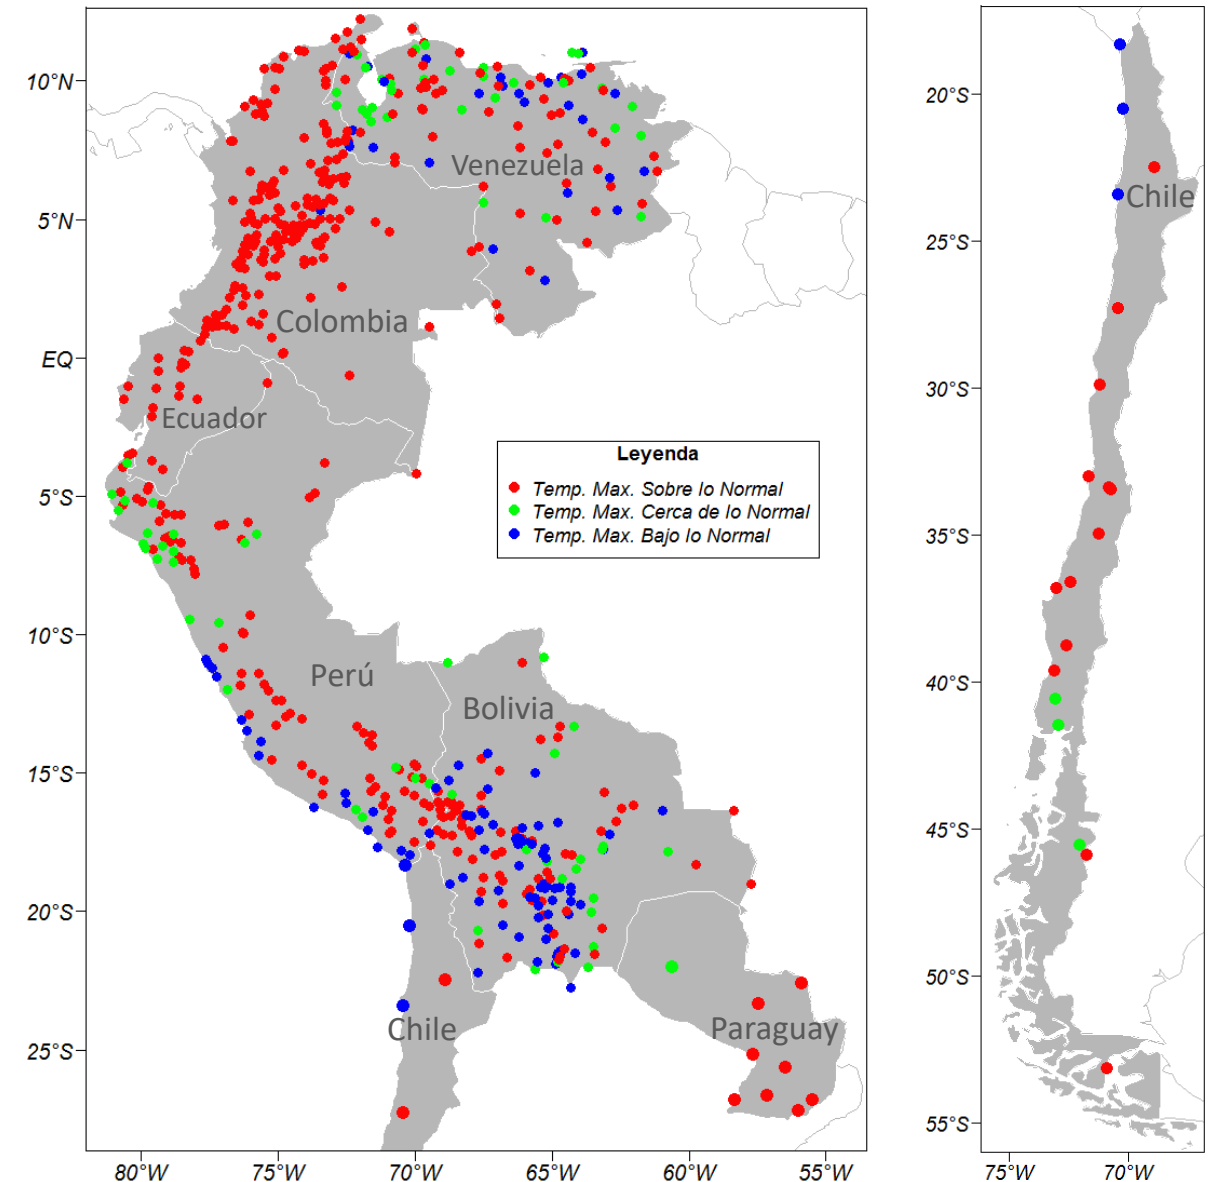 10°N
5°N
EQ
5°S
10°S
15°S
20°S
25°S
80°W
75°W
70°W
65°W
60°W
55°W
Venezuela
Colombia
Ecuador
Perú
Bolivia
Chile
Paraguay
Leyenda
Temp. Max. Sobre lo Normal
Temp. Max. Cerca de lo Normal
Temp. Max. Bajo lo Normal
20°S
25°S
30°S
35°S
40°S
45°S
50°S
55°S
75°W
70°W
Chile